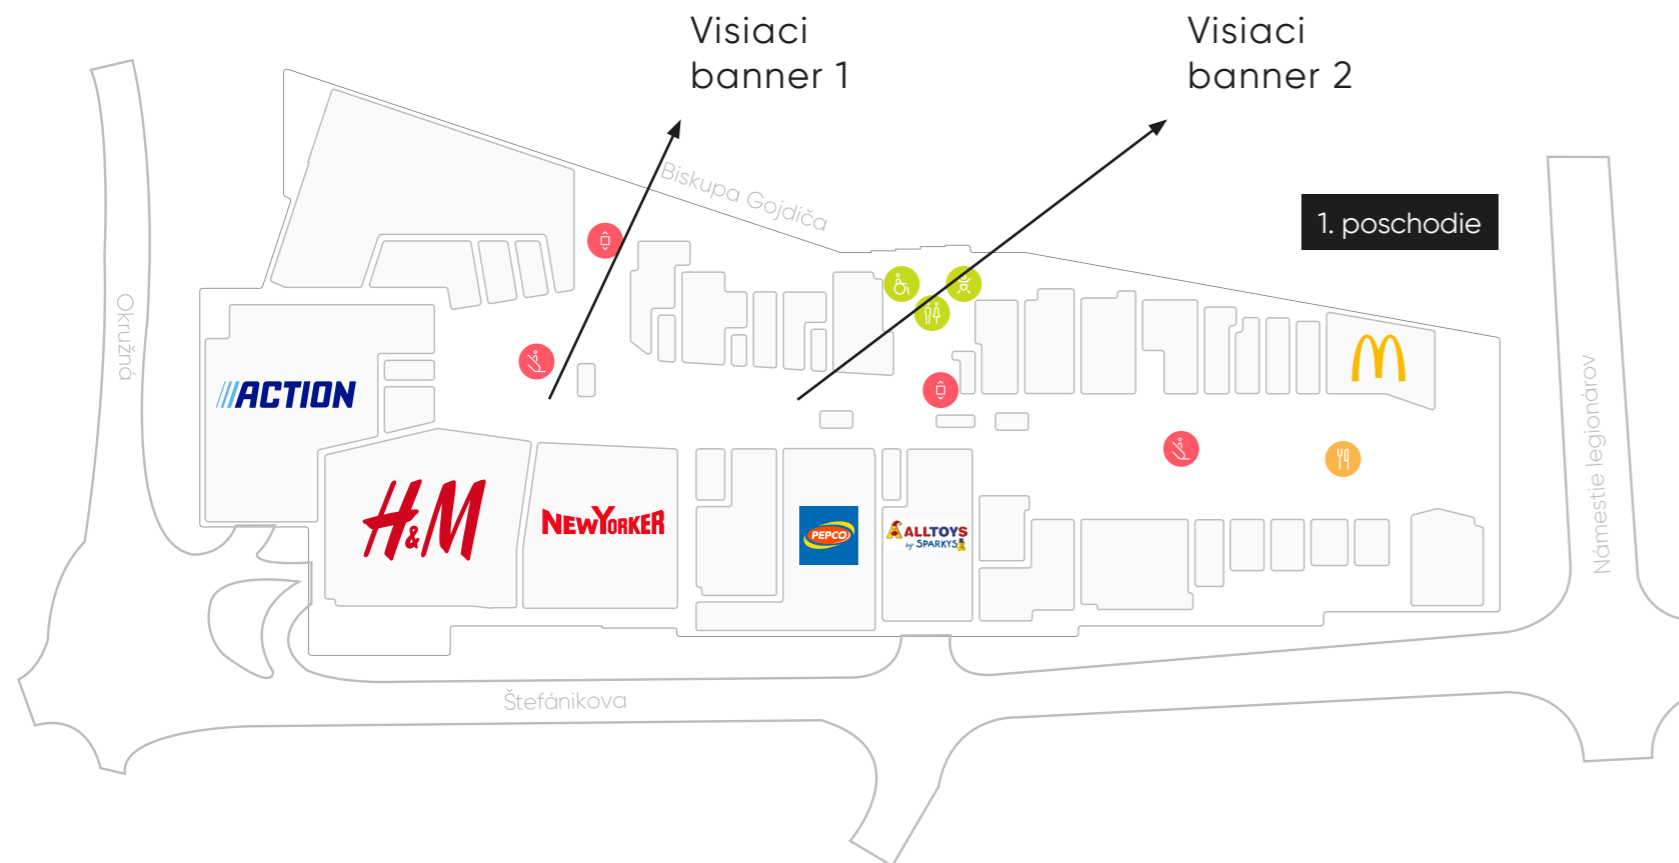 Visiaci
banner 1
Visiaci
banner 2
Biskupa Gojdiča
1. poschodie
Okružná
ACTION
H&M
NEWYORKER
PEPCO
ALLTOYS
by SPARKYS
Námestie legionárov
Štefánikova